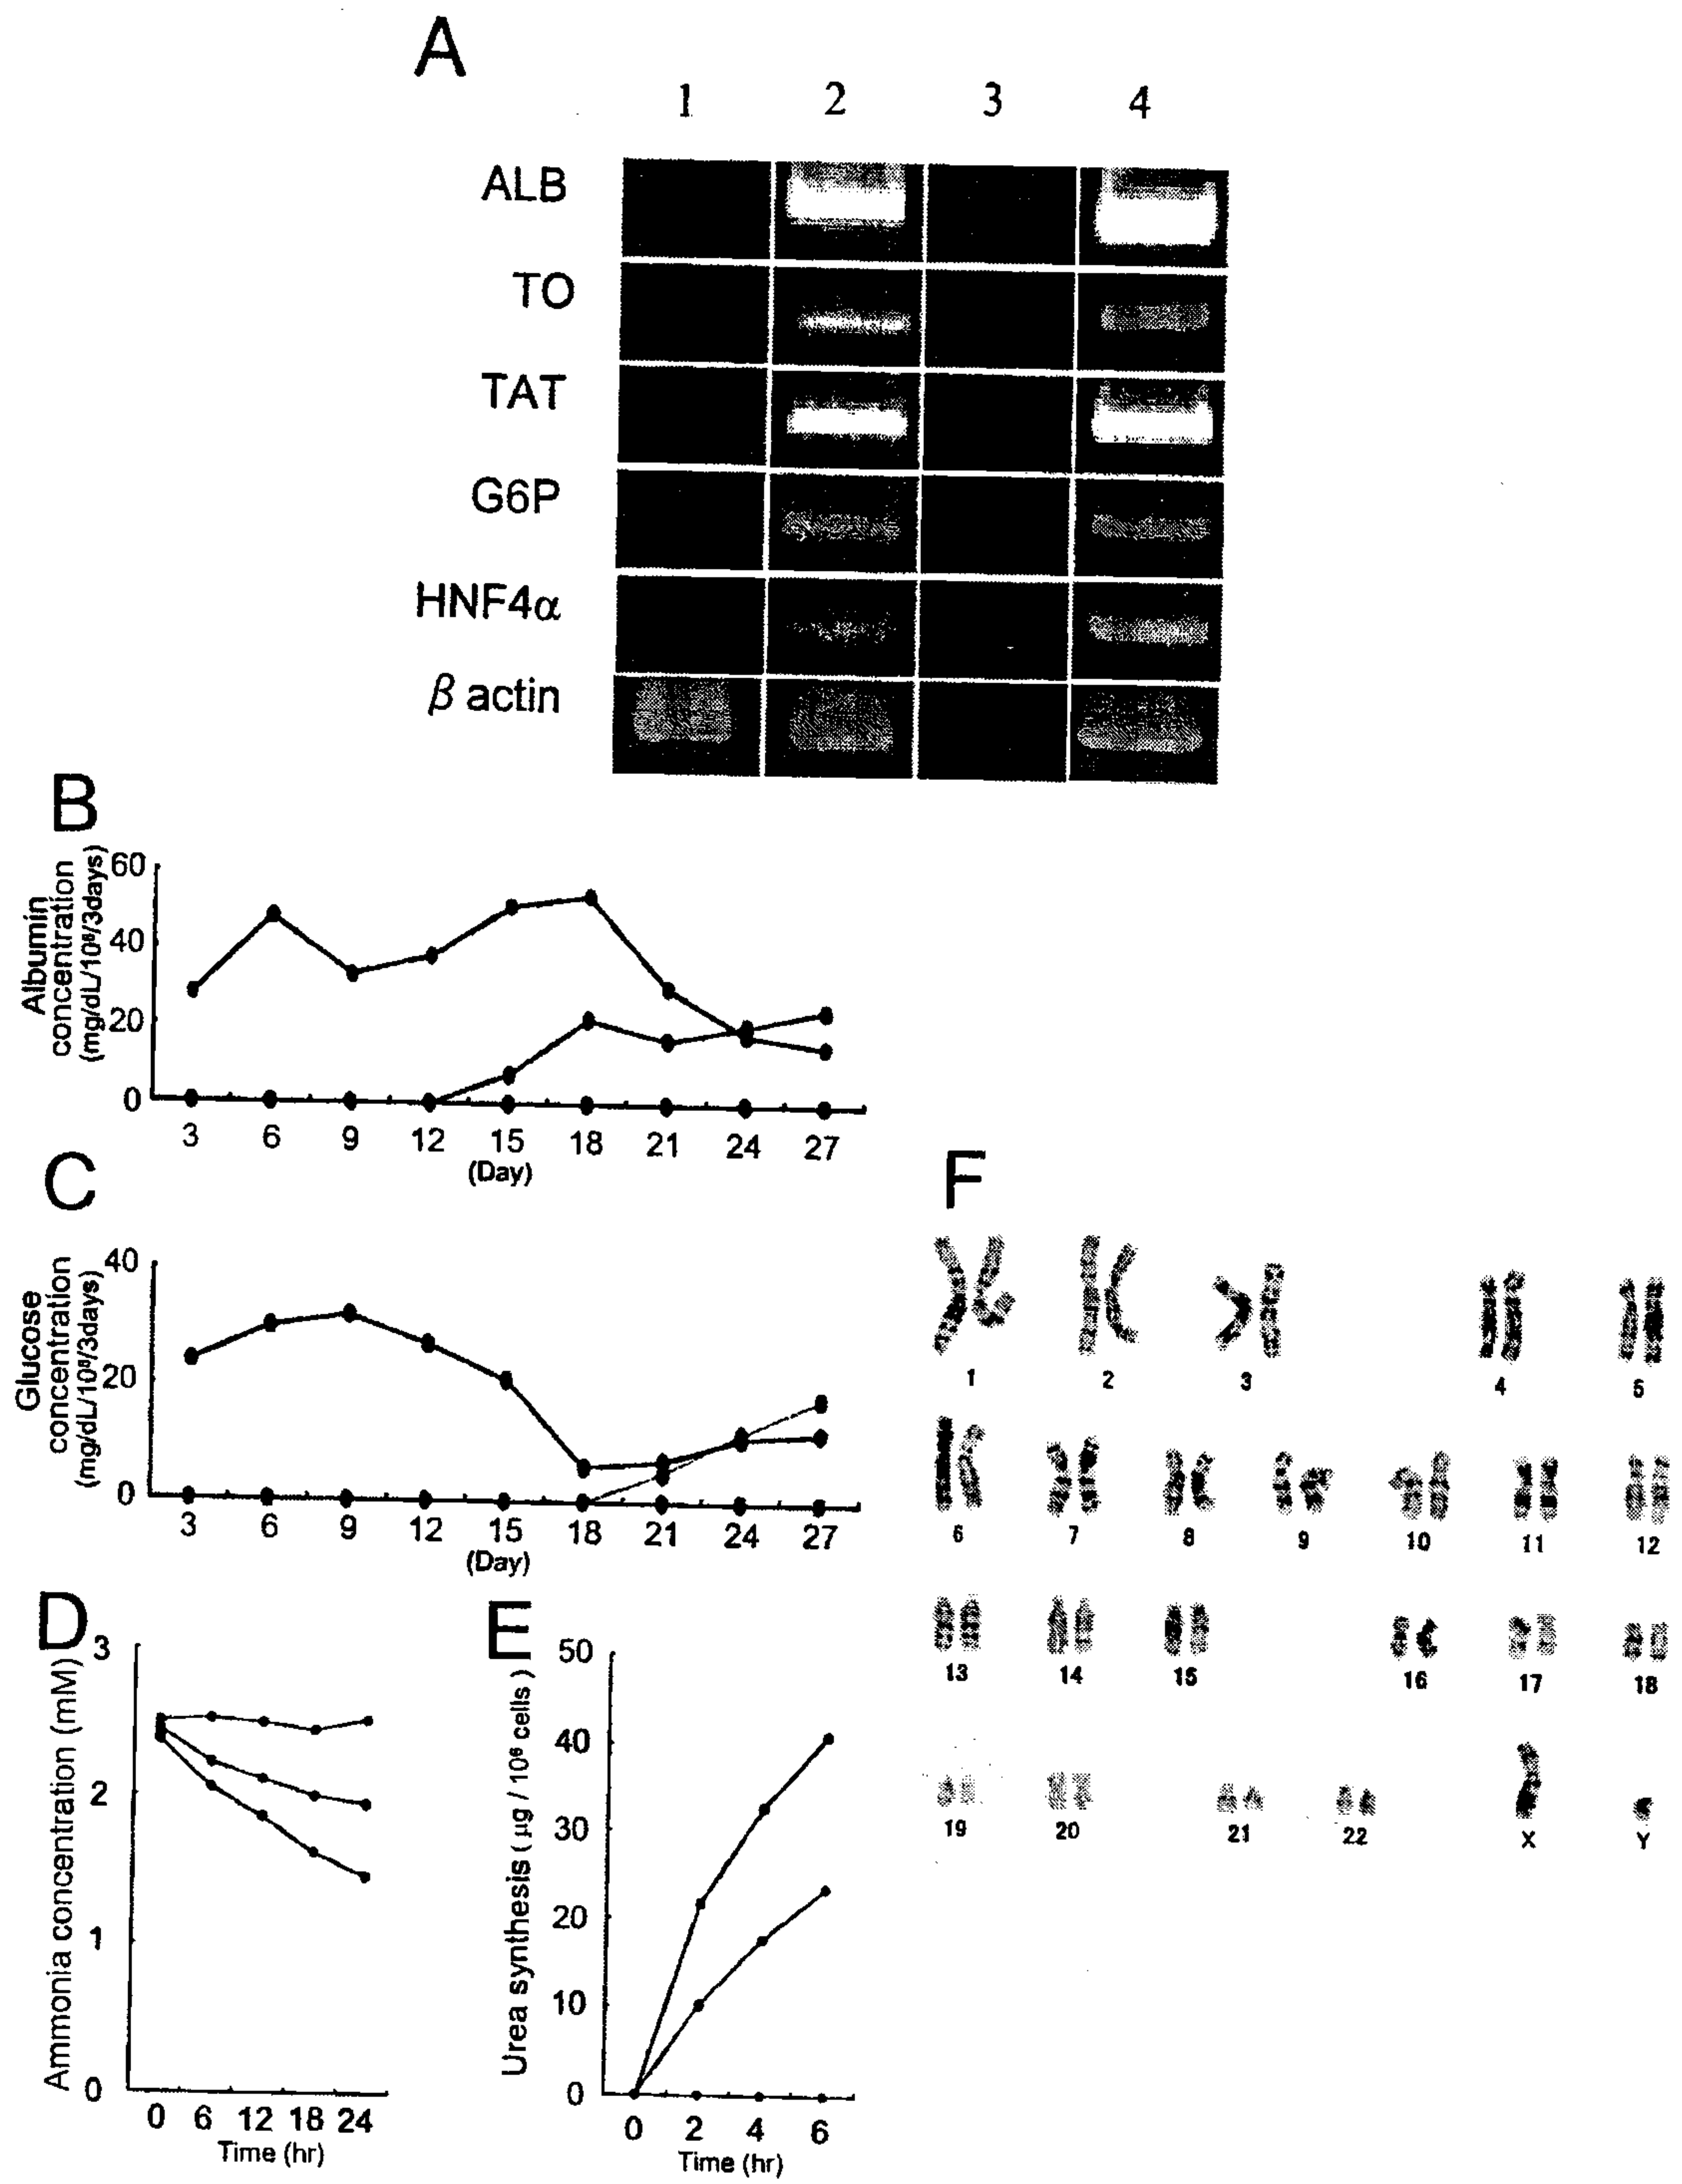 A
1 2 3 4
ALB
TO
TAT
G6P
HNF4α
β actin
B
Albumin
concentration
(mg/dL/10⁶/3days)
60
40
20
0
3 6 9 12 15 18 21 24 27
(Day)
C
Glucose
concentration
(mg/dL/10⁶/3days)
40
20
0
3 6 9 12 15 18 21 24 27
(Day)
D
Ammonia concentration (mM)
3
2
1
0
0 6 12 18 24
Time (hr)
E
Urea synthesis ( μg / 10⁶ cells )
50
40
30
20
10
0
0 2 4 6
Time (hr)
F
1 2 3 4 5
6 7 8 9 10 11 12
13 14 15 16 17 18
19 20 21 22 X Y